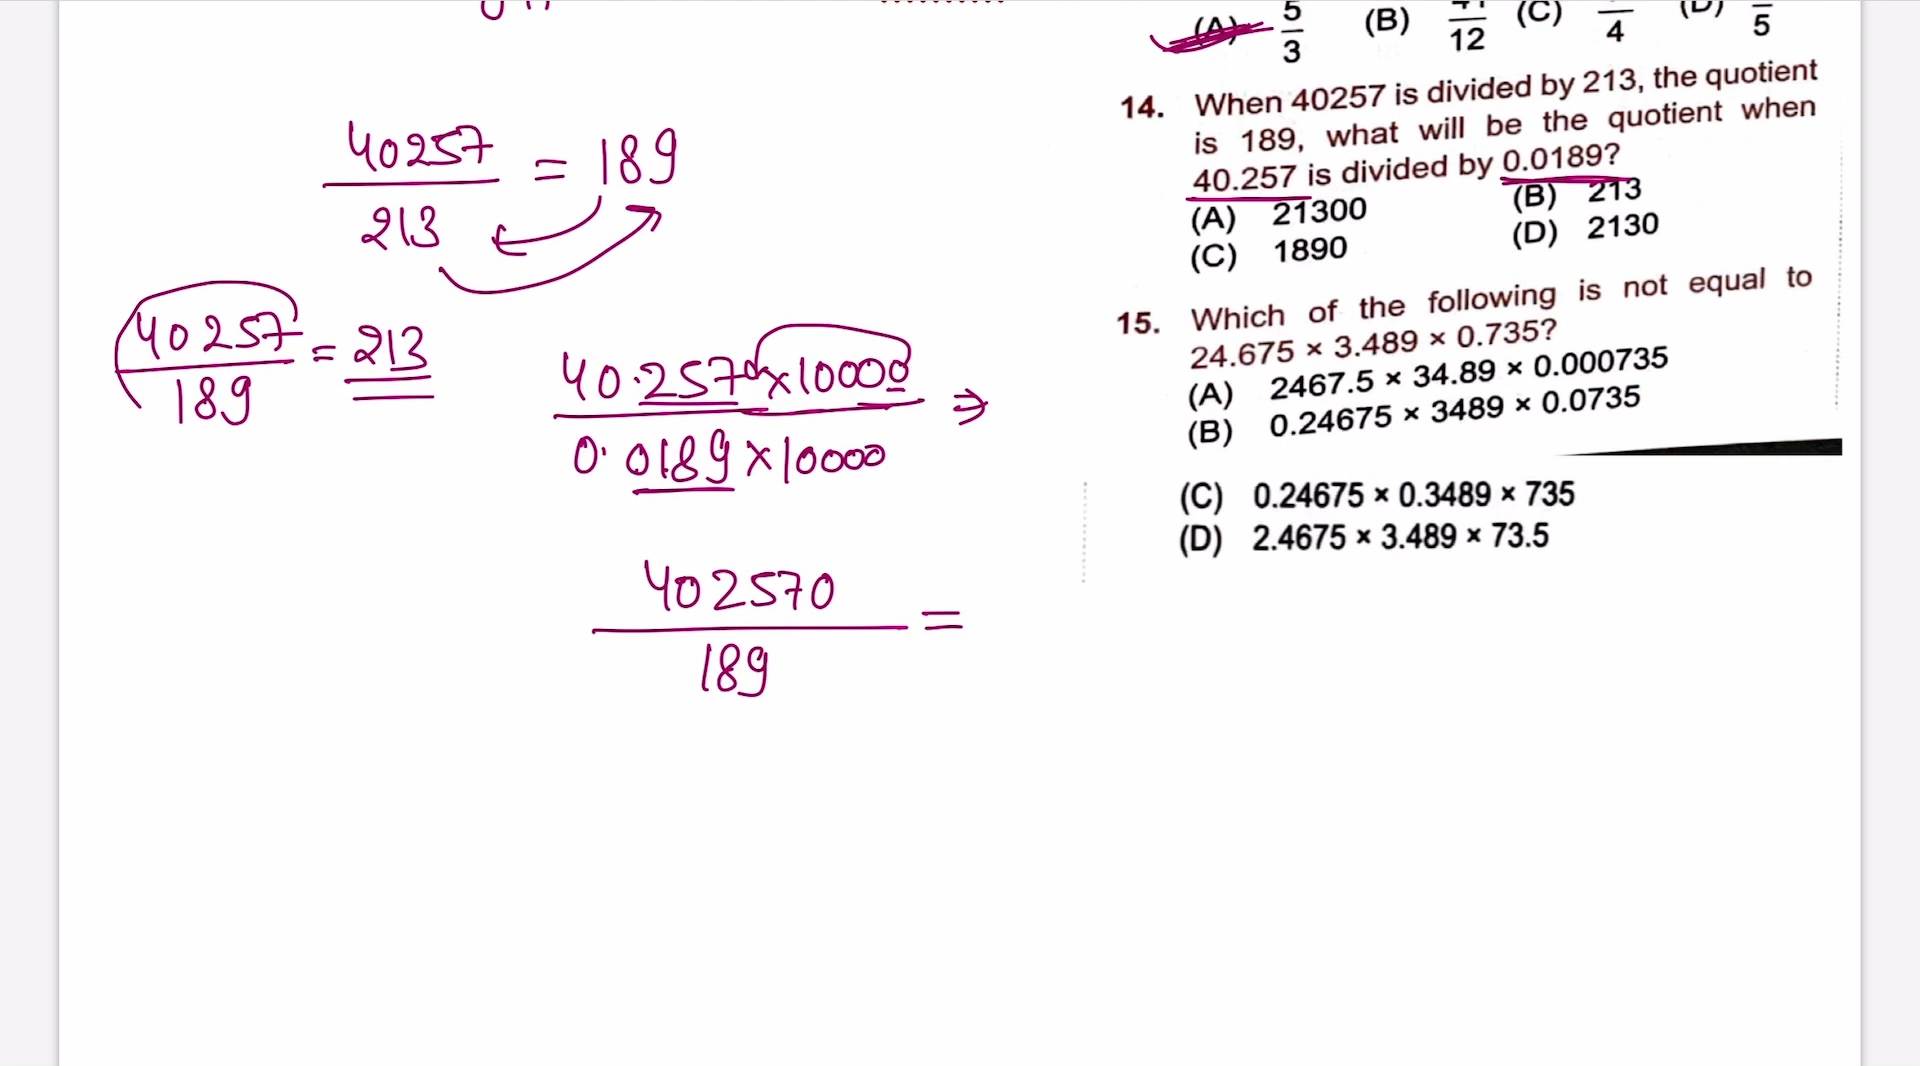 (A) 5/3 (B) 41/12 (C) /4 (D) /5
40257/213 = 189
40257/189 = 213
40.2570×10000/0.0189×10000 ⇒
402570/189 =
14. When 40257 is divided by 213, the quotient
is 189, what will be the quotient when
40.257 is divided by 0.0189?
(A) 21300 (B) 213
(C) 1890 (D) 2130
15. Which of the following is not equal to
24.675 × 3.489 × 0.735?
(A) 2467.5 × 34.89 × 0.000735
(B) 0.24675 × 3489 × 0.0735
(C) 0.24675 × 0.3489 × 735
(D) 2.4675 × 3.489 × 73.5